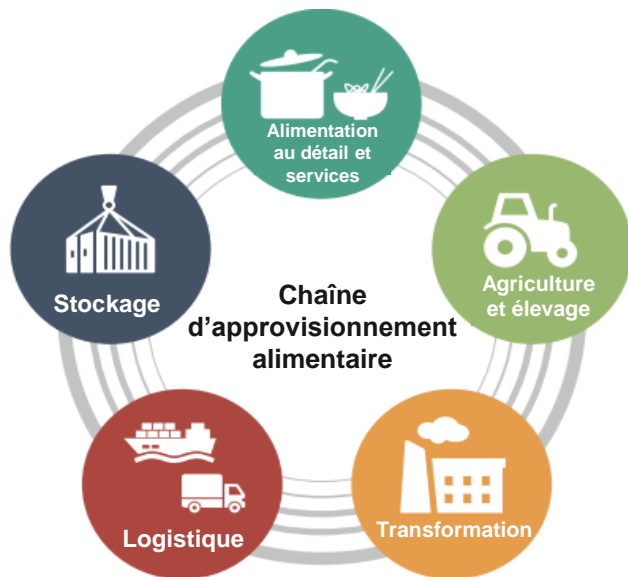 Alimentation
au détail et
services
Agriculture
et élevage
Stockage
Chaîne
d’approvisionnement
alimentaire
Logistique
Transformation